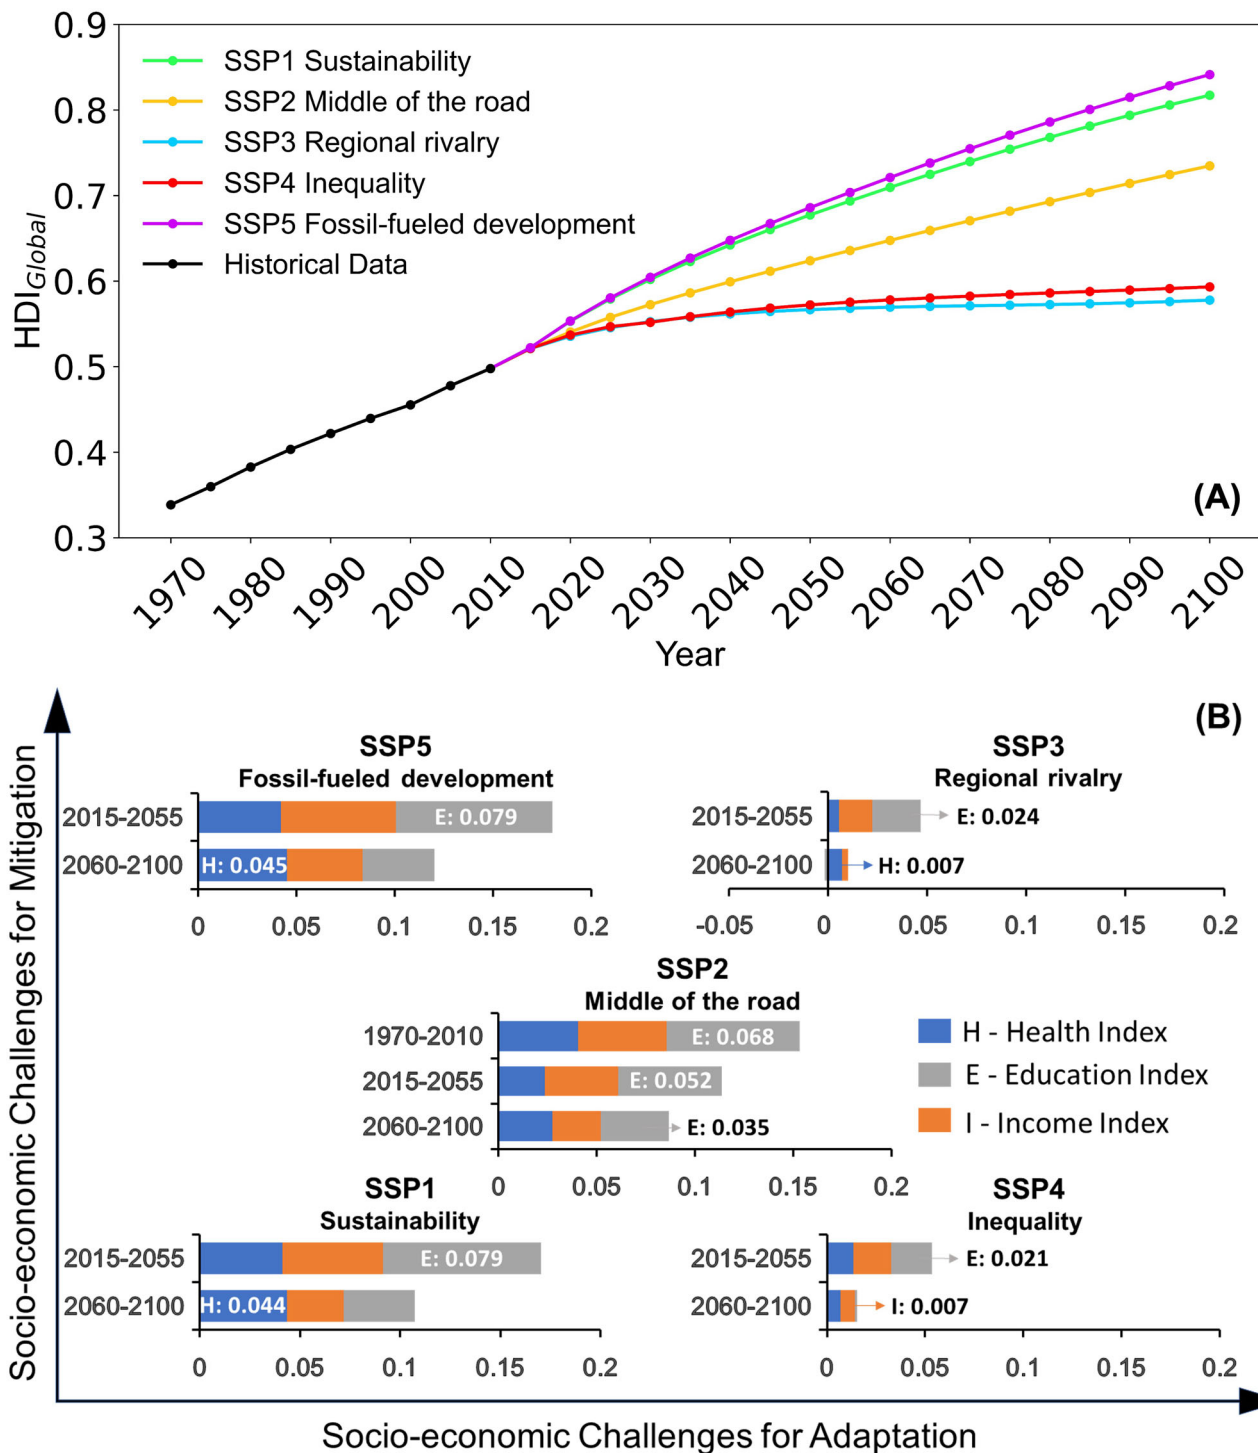 0.9
0.8
0.7
0.6
0.5
0.4
0.3
HDI_Global
SSP1 Sustainability
SSP2 Middle of the road
SSP3 Regional rivalry
SSP4 Inequality
SSP5 Fossil-fueled development
Historical Data
(A)
1970 1980 1990 2000 2010 2020 2030 2040 2050 2060 2070 2080 2090 2100
Year
(B)
Socio-economic Challenges for Mitigation
SSP5
Fossil-fueled development
2015-2055 E: 0.079
2060-2100 H: 0.045
0 0.05 0.1 0.15 0.2
SSP3
Regional rivalry
2015-2055 E: 0.024
2060-2100 H: 0.007
-0.05 0 0.05 0.1 0.15 0.2
SSP2
Middle of the road
1970-2010 E: 0.068
2015-2055 E: 0.052
2060-2100 E: 0.035
0 0.05 0.1 0.15 0.2
H - Health Index
E - Education Index
I - Income Index
SSP1
Sustainability
2015-2055 E: 0.079
2060-2100 H: 0.044
0 0.05 0.1 0.15 0.2
SSP4
Inequality
2015-2055 E: 0.021
2060-2100 I: 0.007
0 0.05 0.1 0.15 0.2
Socio-economic Challenges for Adaptation